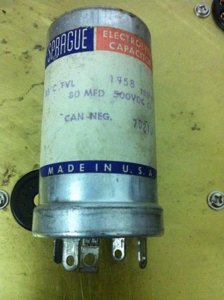 SPRAGUE
ELECTROLYTIC
CAPACITOR
TVL 1958
80 MFD 500VDC
CAN NEG.
MADE IN U.S.A.